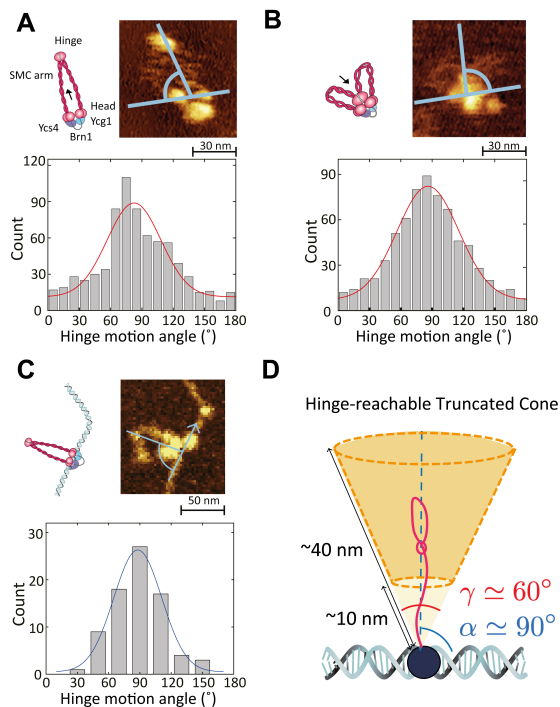 A
Hinge
SMC arm
Head
Ycs4
Ycg1
Brn1
30 nm
120
90
60
30
0
Count
0 30 60 90 120 150 180
Hinge motion angle (˚)
B
30 nm
90
60
30
0
Count
0 30 60 90 120 150 180
Hinge motion angle (˚)
C
50 nm
30
20
10
0
Count
0 30 60 90 120 150 180
Hinge motion angle (˚)
D
Hinge-reachable Truncated Cone
~40 nm
~10 nm
γ ≃ 60°
α ≃ 90°